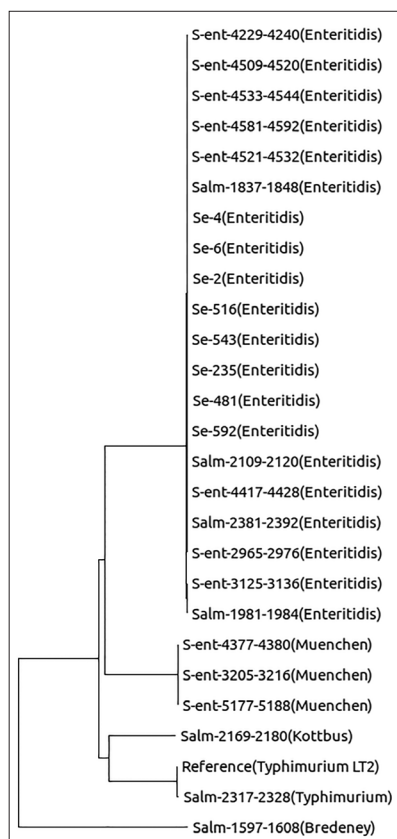 S-ent-4229-4240(Enteritidis)
S-ent-4509-4520(Enteritidis)
S-ent-4533-4544(Enteritidis)
S-ent-4581-4592(Enteritidis)
S-ent-4521-4532(Enteritidis)
Salm-1837-1848(Enteritidis)
Se-4(Enteritidis)
Se-6(Enteritidis)
Se-2(Enteritidis)
Se-516(Enteritidis)
Se-543(Enteritidis)
Se-235(Enteritidis)
Se-481(Enteritidis)
Se-592(Enteritidis)
Salm-2109-2120(Enteritidis)
S-ent-4417-4428(Enteritidis)
Salm-2381-2392(Enteritidis)
S-ent-2965-2976(Enteritidis)
S-ent-3125-3136(Enteritidis)
Salm-1981-1984(Enteritidis)
S-ent-4377-4380(Muenchen)
S-ent-3205-3216(Muenchen)
S-ent-5177-5188(Muenchen)
Salm-2169-2180(Kottbus)
Reference(Typhimurium LT2)
Salm-2317-2328(Typhimurium)
Salm-1597-1608(Bredeney)